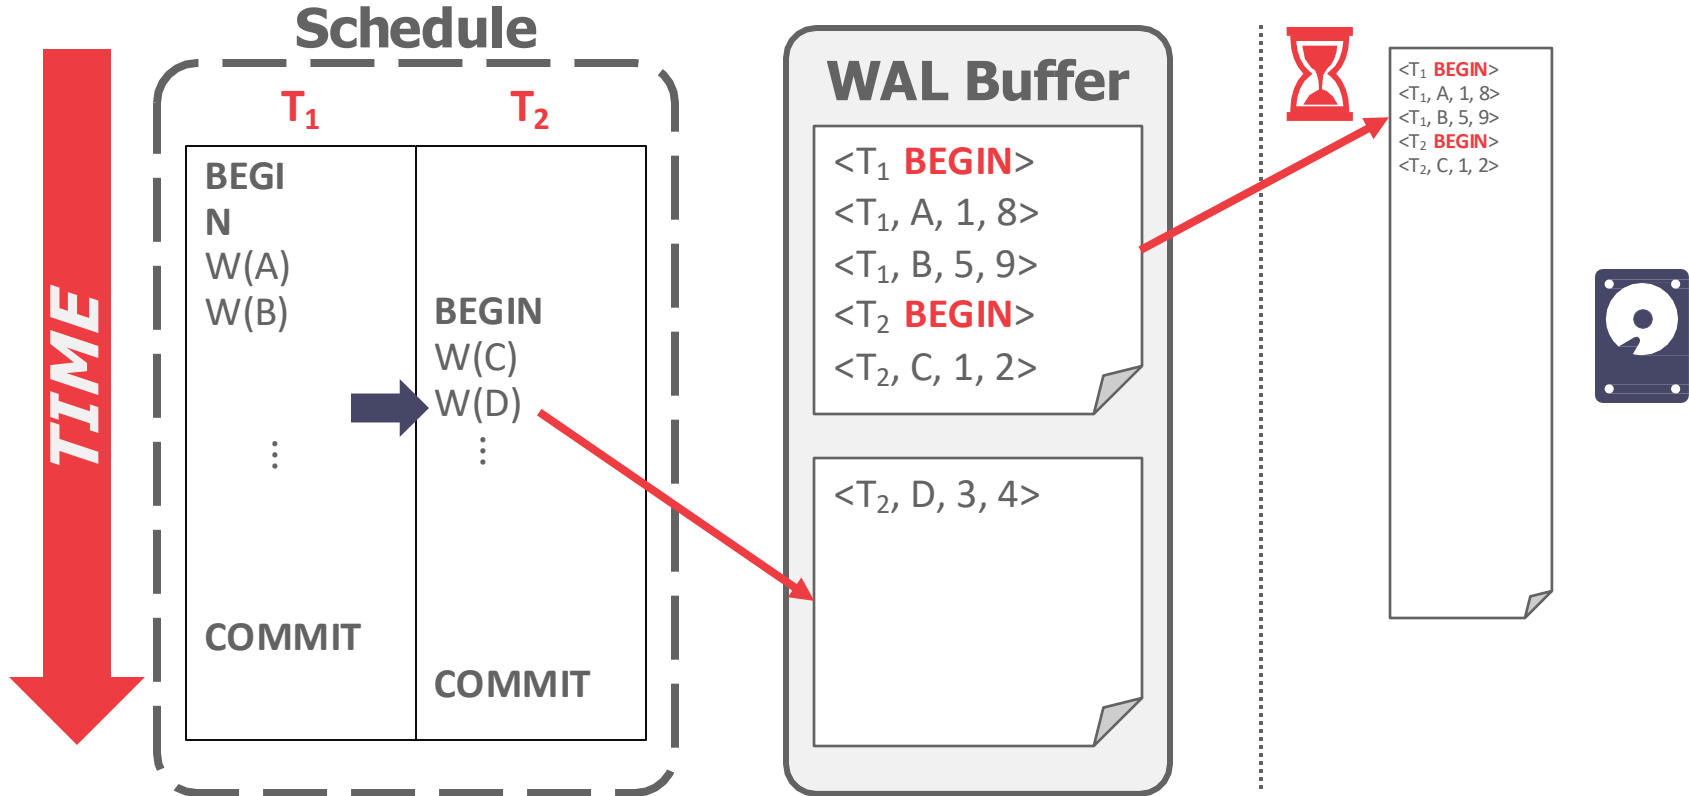 Schedule
TIME
T₁
T₂
BEGI
N
W(A)
W(B)
⋮
COMMIT
BEGIN
W(C)
W(D)
⋮
COMMIT
WAL Buffer
<T₁ BEGIN>
<T₁, A, 1, 8>
<T₁, B, 5, 9>
<T₂ BEGIN>
<T₂, C, 1, 2>
<T₂, D, 3, 4>
<T₁ BEGIN>
<T₁, A, 1, 8>
<T₁, B, 5, 9>
<T₂ BEGIN>
<T₂, C, 1, 2>